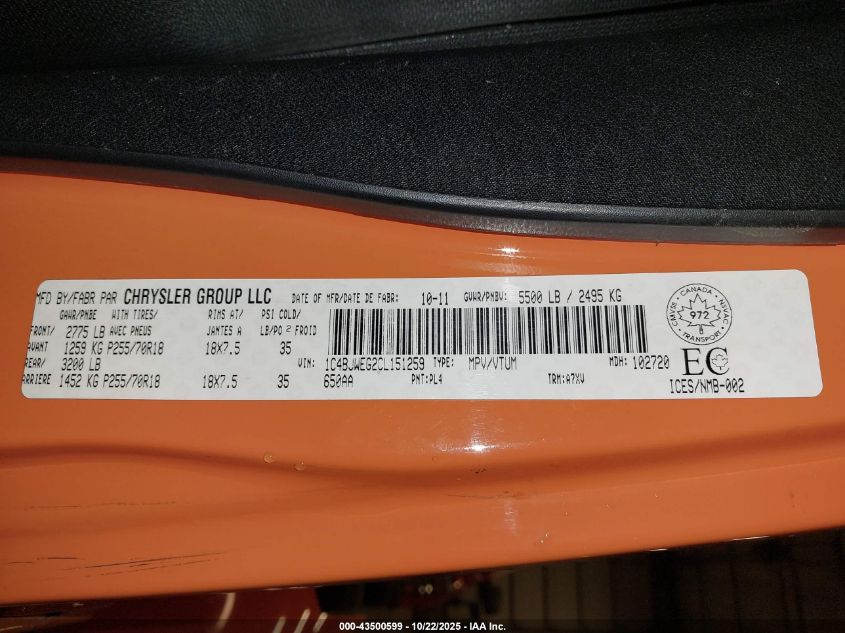 MFD BY/FABR PAR CHRYSLER GROUP LLC DATE OF MFR/DATE DE FABR: 10-11 GVWR/PNBV: 5500 LB / 2495 KG
GAWR/PNBE WITH TIRES/ RIMS AT/ PSI COLD/
FRONT/ 2775 LB AVEC PNEUS JANTES A LB/PO 2 FROID
AVANT 1259 KG P255/70R18 18X7.5 35
REAR/ 3200 LB
ARRIERE 1452 KG P255/70R18 18X7.5 35
VIN: 1C4BJWEG2CL151259 TYPE: MPV/VTUM MDH: 102720
650AA PNT:PL4 TRM:A7XV
CMVSS CANADA NSVAC
972
TRANSPORT
EC
ICES/NMB-002
000-43500599 - 10/22/2025 - IAA Inc.